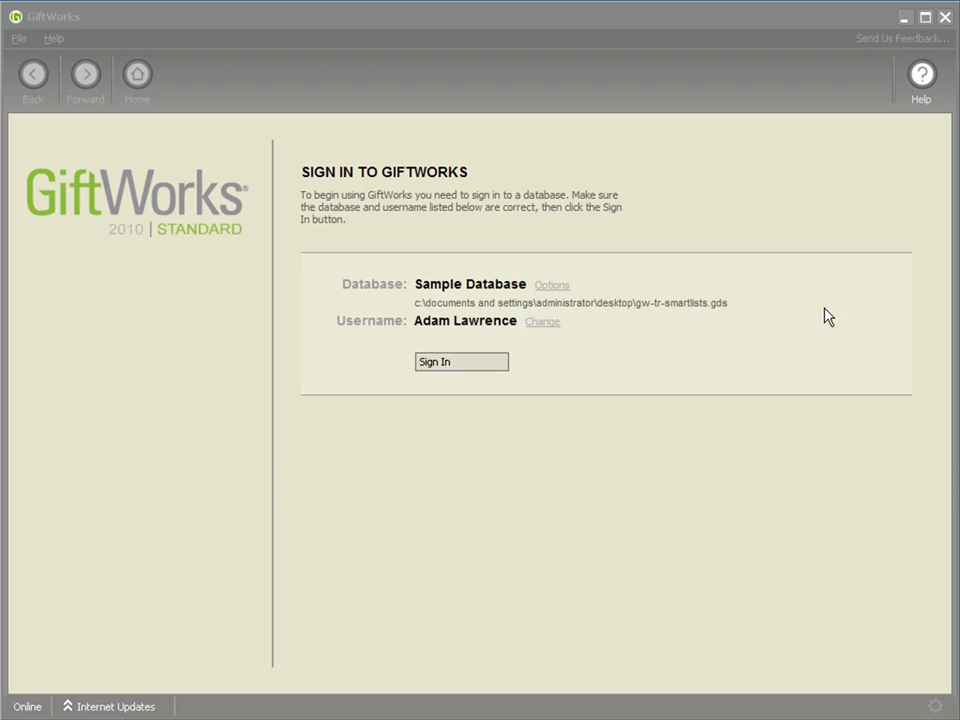 GiftWorks
File Help Send Us Feedback...
Back Forward Home Help
GiftWorks®
2010 | STANDARD
SIGN IN TO GIFTWORKS
To begin using GiftWorks you need to sign in to a database. Make sure
the database and username listed below are correct, then click the Sign
In button.
Database: Sample Database Options
c:\documents and settings\administrator\desktop\gw-tr-smartlists.gds
Username: Adam Lawrence Change
Sign In
Online Internet Updates